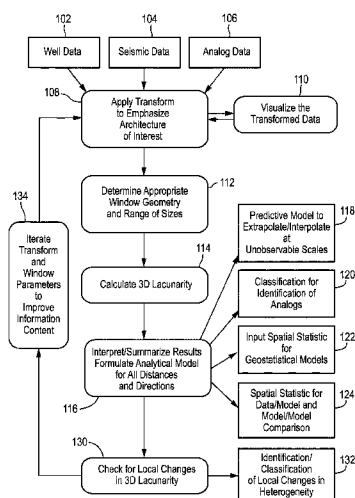 102
104
106
Well Data
Seismic Data
Analog Data
108
Apply Transform
to Emphasize
Architecture
of Interest
110
Visualize the
Transformed Data
112
Determine Appropriate
Window Geometry
and Range of Sizes
134
Iterate
Transform
and
Window
Parameters
to
Improve
Information
Content
114
Calculate 3D Lacunarity
118
Predictive Model to
Extrapolate/Interpolate
at
Unobservable Scales
120
Classification for
Identification of
Analogs
116
Interpret/Summarize Results
Formulate Analytical Model
for All Distances
and Directions
122
Input Spatial Statistic
for
Geostatistical Models
124
Spatial Statistic for
Data/Model and
Model/Model
Comparison
130
Check for Local Changes
in 3D Lacunarity
132
Identification/
Classification
of Local Changes in
Heterogeneity